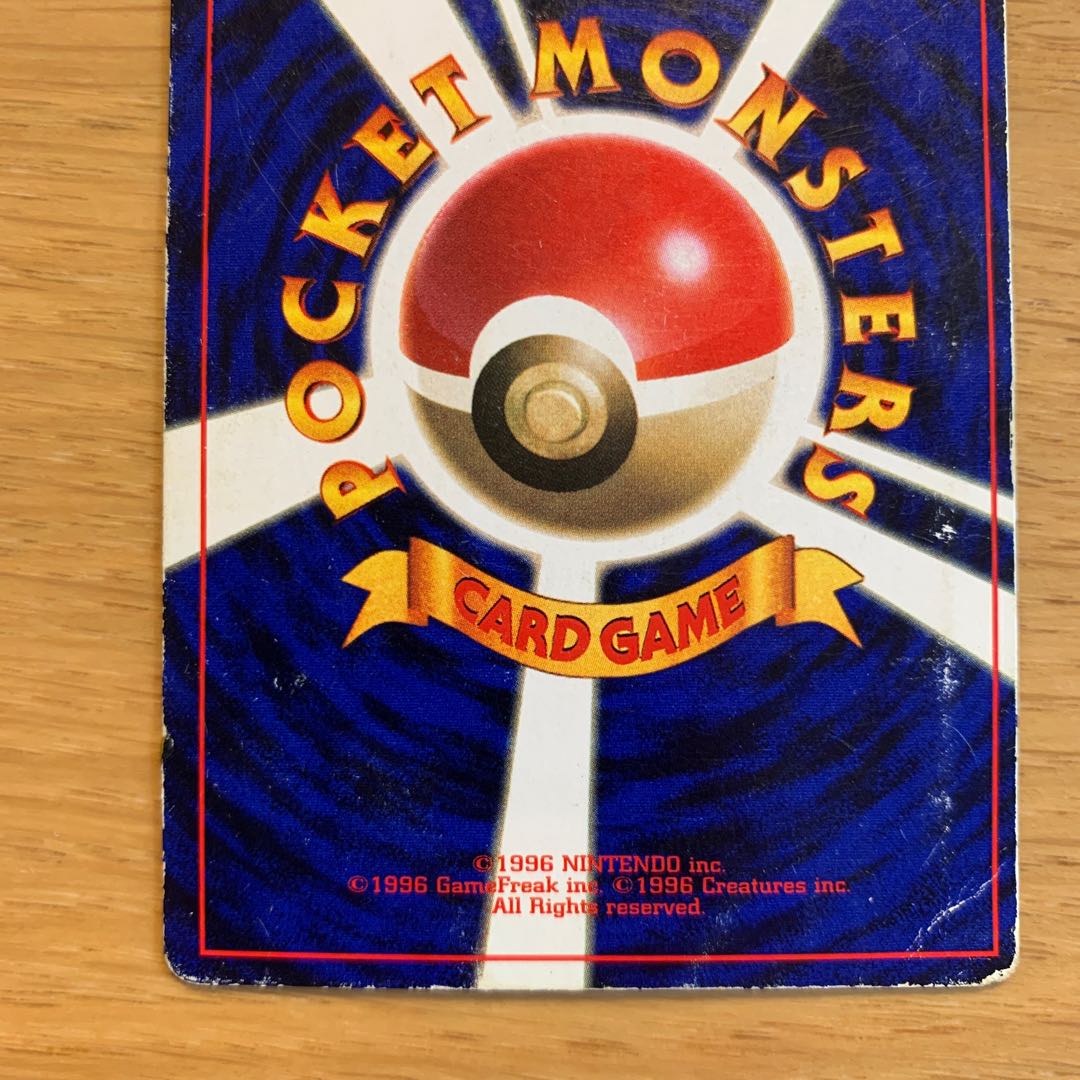 POCKET MONSTERS
CARD GAME
©1996 NINTENDO inc.
©1996 GameFreak inc. ©1996 Creatures inc.
All Rights reserved.